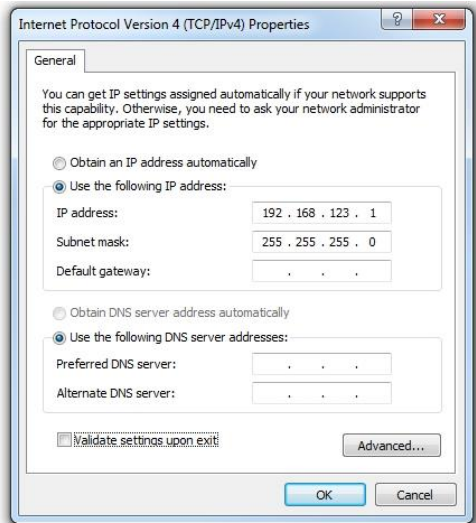 Internet Protocol Version 4 (TCP/IPv4) Properties
General
You can get IP settings assigned automatically if your network supports
this capability. Otherwise, you need to ask your network administrator
for the appropriate IP settings.
Obtain an IP address automatically
Use the following IP address:
IP address: 192 . 168 . 123 . 1
Subnet mask: 255 . 255 . 255 . 0
Default gateway: . . .
Obtain DNS server address automatically
Use the following DNS server addresses:
Preferred DNS server: . . .
Alternate DNS server: . . .
Validate settings upon exit
Advanced...
OK Cancel